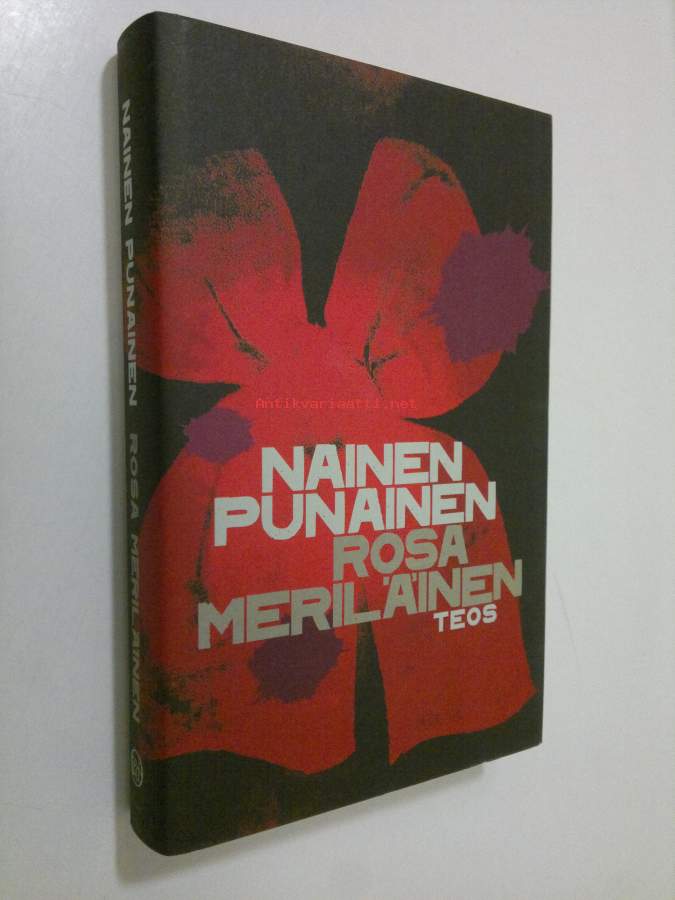 NAINEN PUNAINEN ROSA MERILÄINEN
Antikvariaatti.net
NAINEN
PUNAINEN
ROSA
MERILÄINEN
TEOS